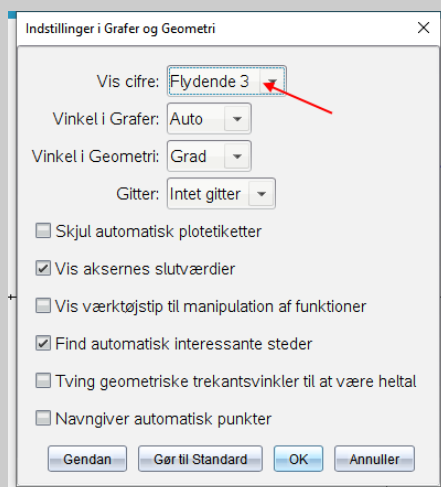 Indstillinger i Grafer og Geometri
Vis cifre: Flydende 3
Vinkel i Grafer: Auto
Vinkel i Geometri: Grad
Gitter: Intet gitter
Skjul automatisk plotetiketter
Vis aksernes slutværdier
Vis værktøjstip til manipulation af funktioner
Find automatisk interessante steder
Tving geometriske trekantsvinkler til at være heltal
Navngiver automatisk punkter
Gendan Gør til Standard OK Annuller